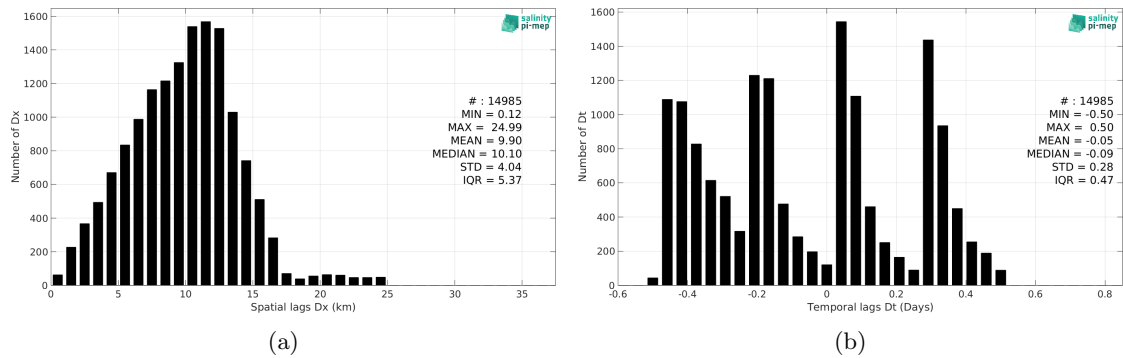 1600
1400
1200
1000
800
600
400
200
0
Number of Dx
0 5 10 15 20 25 30 35
Spatial lags Dx (km)
salinity
pi-mep
# : 14985
MIN = 0.12
MAX = 24.99
MEAN = 9.90
MEDIAN = 10.10
STD = 4.04
IQR = 5.37
(a)
1600
1400
1200
1000
800
600
400
200
0
Number of Dt
-0.6 -0.4 -0.2 0 0.2 0.4 0.6 0.8
Temporal lags Dt (Days)
salinity
pi-mep
# : 14985
MIN = -0.50
MAX = 0.50
MEAN = -0.05
MEDIAN = -0.09
STD = 0.28
IQR = 0.47
(b)